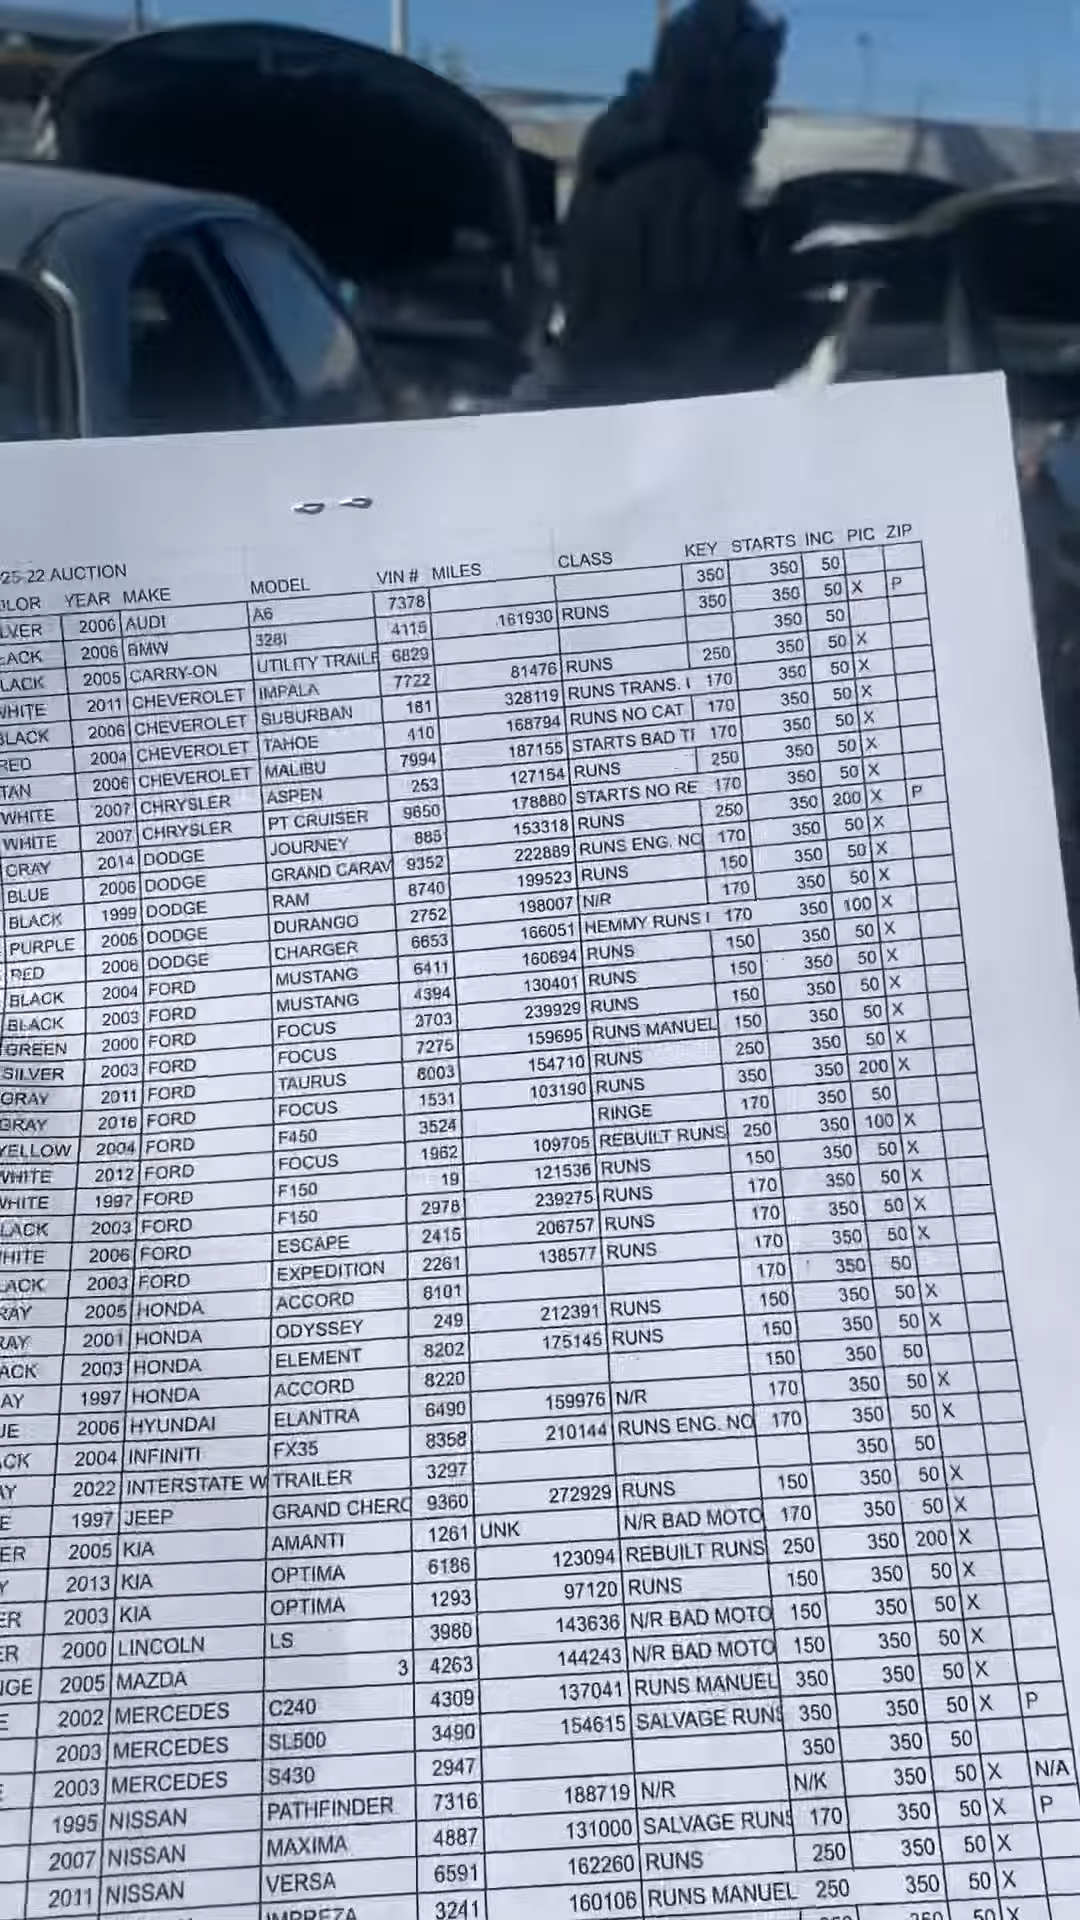 25-22 AUCTION
OLOR YEAR MAKE MODEL VIN # MILES CLASS KEY STARTS INC PIC ZIP
LVER 2006 AUDI A6 7378 350 350 50
ACK 2006 BMW 328I 4115 161930 RUNS 350 350 50 X P
LACK 2005 CARRY-ON UTILITY TRAILE 6829 350 50
WHITE 2011 CHEVEROLET IMPALA 7722 81476 RUNS 250 350 50 X
BLACK 2006 CHEVEROLET SUBURBAN 181 328119 RUNS TRANS. 170 350 50 X
RED 2004 CHEVEROLET TAHOE 410 168794 RUNS NO CAT 170 350 50 X
TAN 2006 CHEVEROLET MALIBU 7994 187155 STARTS BAD 170 350 50 X
WHITE 2007 CHRYSLER ASPEN 253 127154 RUNS 250 350 50 X
WHITE 2007 CHRYSLER PT CRUISER 9650 178880 STARTS NO RE 170 350 50 X
GRAY 2014 DODGE JOURNEY 885 153318 RUNS 250 350 200 X P
BLUE 2006 DODGE GRAND CARAV 9352 222889 RUNS ENG. NO 170 350 50 X
BLACK 1999 DODGE RAM 8740 199523 RUNS 150 350 50 X
PURPLE 2005 DODGE DURANGO 2752 198007 N/R 170 350 50 X
RED 2006 DODGE CHARGER 6653 166051 HEMMY RUNS 170 350 100 X
BLACK 2004 FORD MUSTANG 6411 160694 RUNS 150 350 50 X
BLACK 2003 FORD MUSTANG 4394 130401 RUNS 150 350 50 X
GREEN 2000 FORD FOCUS 3703 239929 RUNS 150 350 50 X
SILVER 2003 FORD FOCUS 7275 159695 RUNS MANUEL 150 350 50 X
GRAY 2011 FORD TAURUS 8003 154710 RUNS 250 350 50 X
GRAY 2016 FORD FOCUS 1531 103190 RUNS 350 350 200 X
YELLOW 2004 FORD F450 3524 RINGE 170 350 50
WHITE 2012 FORD FOCUS 1962 109705 REBUILT RUNS 250 350 100 X
WHITE 1997 FORD F150 19 121536 RUNS 150 350 50 X
LACK 2003 FORD F150 2978 239275 RUNS 170 350 50 X
HITE 2006 FORD ESCAPE 2415 206757 RUNS 170 350 50 X
ACK 2003 FORD EXPEDITION 2261 138577 RUNS 170 350 50 X
RAY 2005 HONDA ACCORD 8101 170 350 50
RAY 2001 HONDA ODYSSEY 249 212391 RUNS 150 350 50 X
ACK 2003 HONDA ELEMENT 8202 175145 RUNS 150 350 50 X
AY 1997 HONDA ACCORD 8220 150 350 50
UE 2006 HYUNDAI ELANTRA 6490 159976 N/R 170 350 50 X
ACK 2004 INFINITI FX35 8358 210144 RUNS ENG. NO 170 350 50 X
AY 2022 INTERSTATE W TRAILER 3297 350 50
E 1997 JEEP GRAND CHERO 9360 272929 RUNS 150 350 50 X
ER 2005 KIA AMANTI 1261 UNK N/R BAD MOTO 170 350 50 X
Y 2013 KIA OPTIMA 6186 123094 REBUILT RUNS 250 350 200 X
ER 2003 KIA OPTIMA 1293 97120 RUNS 150 350 50 X
ER 2000 LINCOLN LS 3980 143636 N/R BAD MOTO 150 350 50 X
NGE 2005 MAZDA 3 4263 144243 N/R BAD MOTO 150 350 50 X
E 2002 MERCEDES C240 4309 137041 RUNS MANUEL 350 350 50 X
2003 MERCEDES SL500 3490 154615 SALVAGE RUNS 350 350 50 X P
2003 MERCEDES S430 2947 350 350 50
1995 NISSAN PATHFINDER 7316 188719 N/R N/K 350 50 X N/A
2007 NISSAN MAXIMA 4887 131000 SALVAGE RUNS 170 350 50 X P
2011 NISSAN VERSA 6591 162260 RUNS 250 350 50 X
IMPREZA 3241 160106 RUNS MANUEL 250 350 50 X
350 50 X